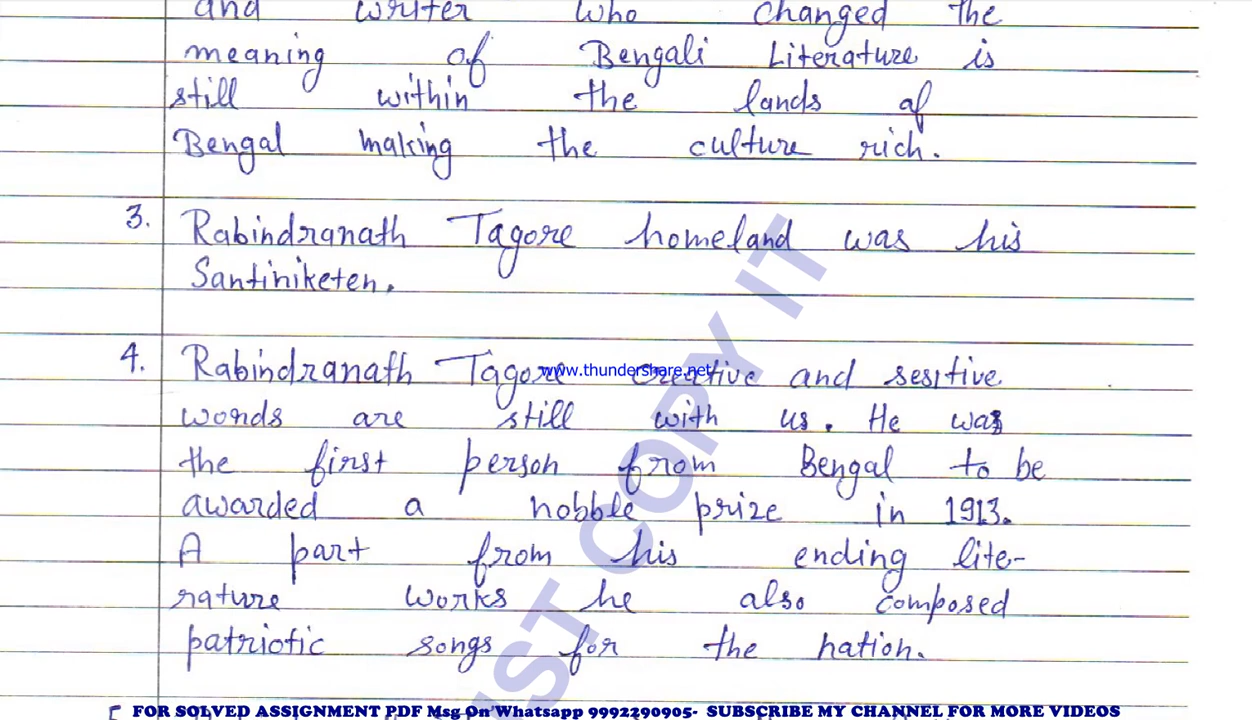 and writer who changed the
meaning of Bengali Literature is
still within the lands of
Bengal making the culture rich.
3. Rabindranath Tagore homeland was his
Santiniketen.
4. Rabindranath Tagore creative and sesitive
www.thundershare.net
words are still with us. He was
the first person from Bengal to be
awarded a nobble prize in 1913.
A part from his ending lite-
rature works he also composed
patriotic songs for the nation.
JUST COPY IT
FOR SOLVED ASSIGNMENT PDF Msg On Whatsapp 9992290905- SUBSCRIBE MY CHANNEL FOR MORE VIDEOS